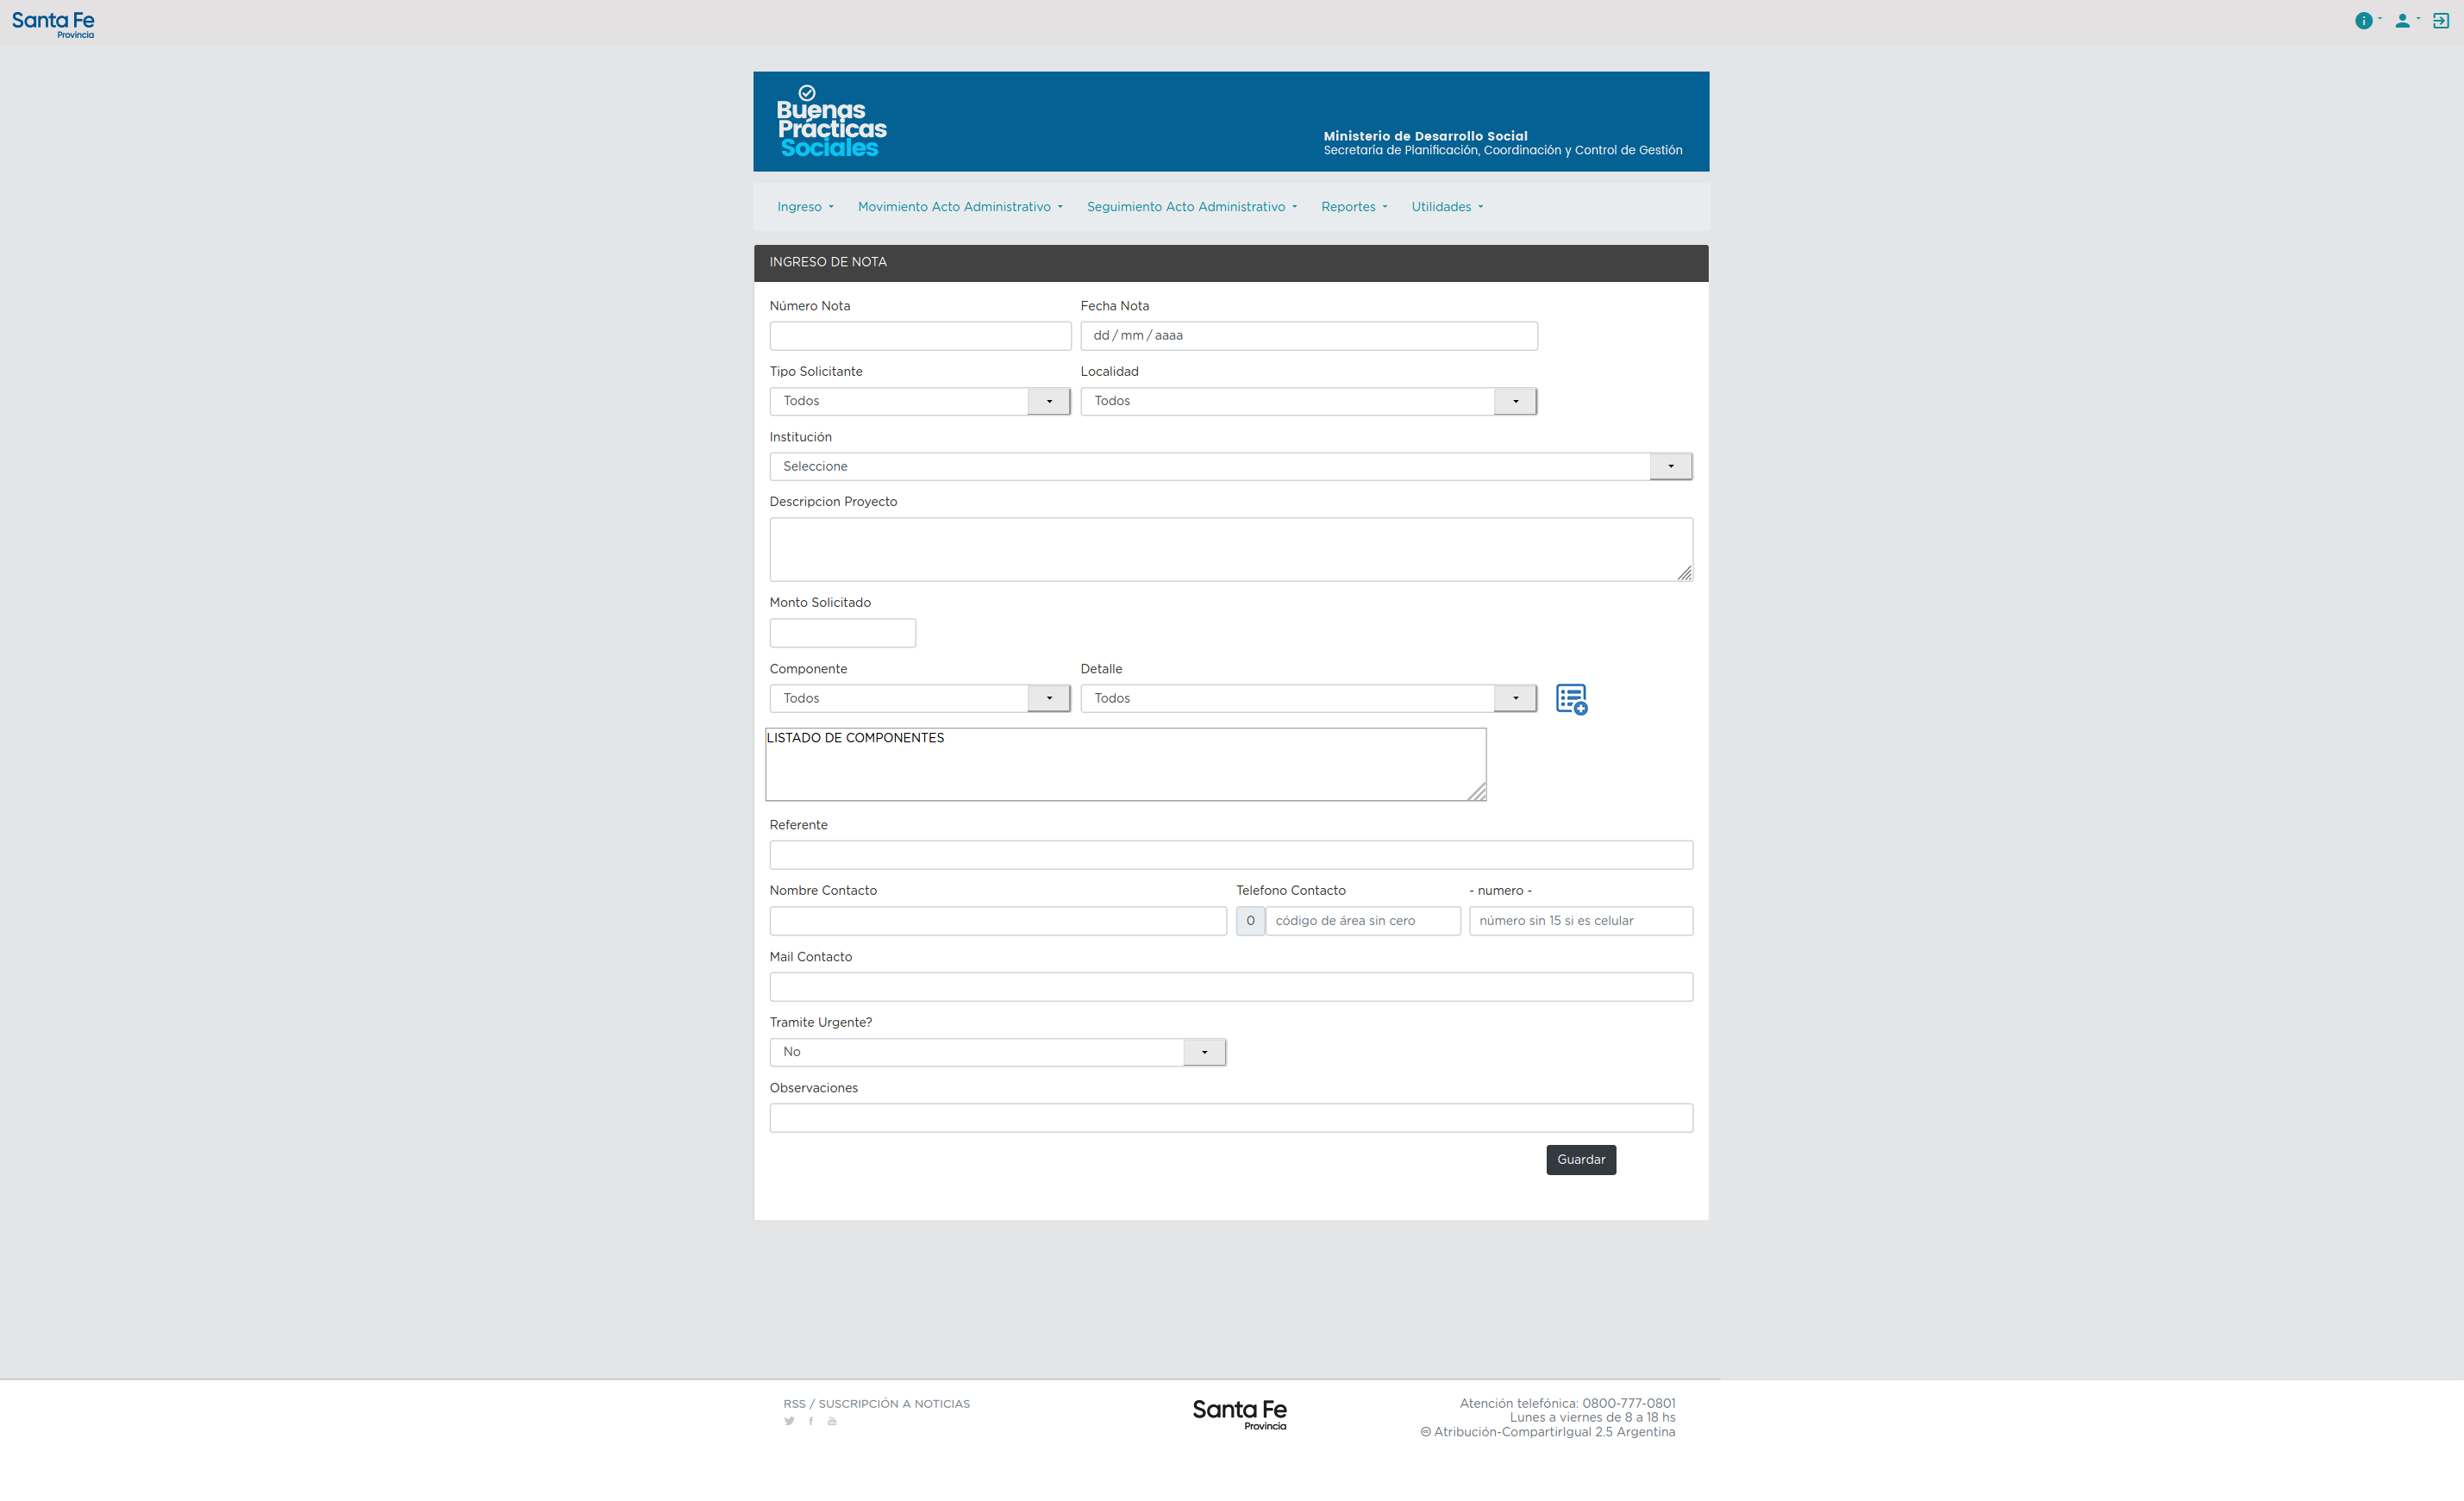 Santa Fe
Provincia
Buenas
Prácticas
Sociales
Ministerio de Desarrollo Social
Secretaría de Planificación, Coordinación y Control de Gestión
Ingreso Movimiento Acto Administrativo Seguimiento Acto Administrativo Reportes Utilidades
INGRESO DE NOTA
Número Nota Fecha Nota
dd / mm / aaaa
Tipo Solicitante Localidad
Todos Todos
Institución
Seleccione
Descripcion Proyecto
Monto Solicitado
Componente Detalle
Todos Todos
LISTADO DE COMPONENTES
Referente
Nombre Contacto Telefono Contacto - numero -
0 código de área sin cero número sin 15 si es celular
Mail Contacto
Tramite Urgente?
No
Observaciones
Guardar
RSS / SUSCRIPCIÓN A NOTICIAS
Santa Fe
Provincia
Atención telefónica: 0800-777-0801
Lunes a viernes de 8 a 18 hs
Atribución-CompartirIgual 2.5 Argentina